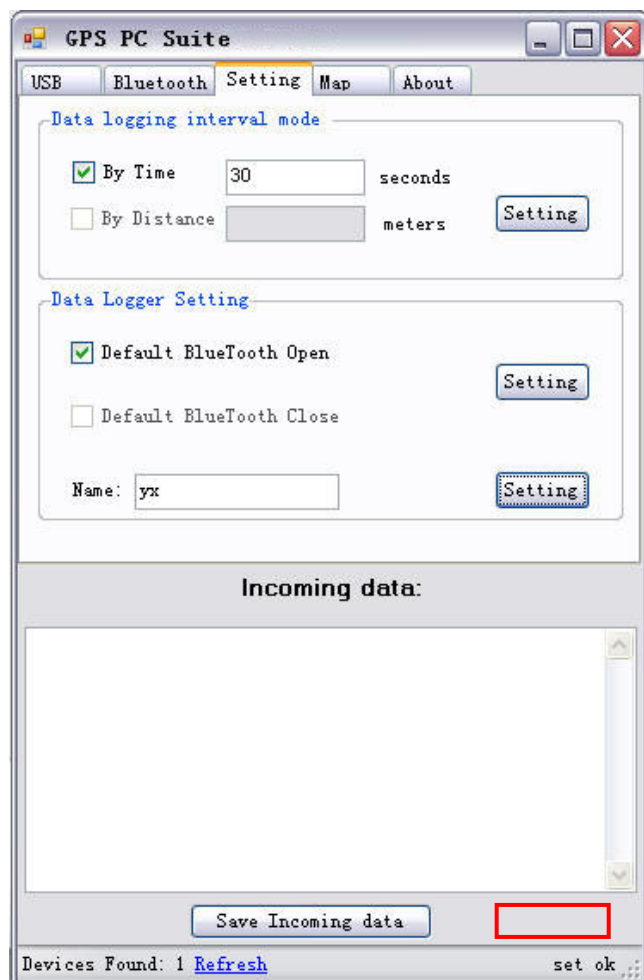 GPS PC Suite
USB Bluetooth Setting Map About
Data logging interval mode
By Time 30 seconds
By Distance meters Setting
Data Logger Setting
Default BlueTooth Open
Setting
Default BlueTooth Close
Name: yx Setting
Incoming data:
Save Incoming data
Devices Found: 1 Refresh set ok